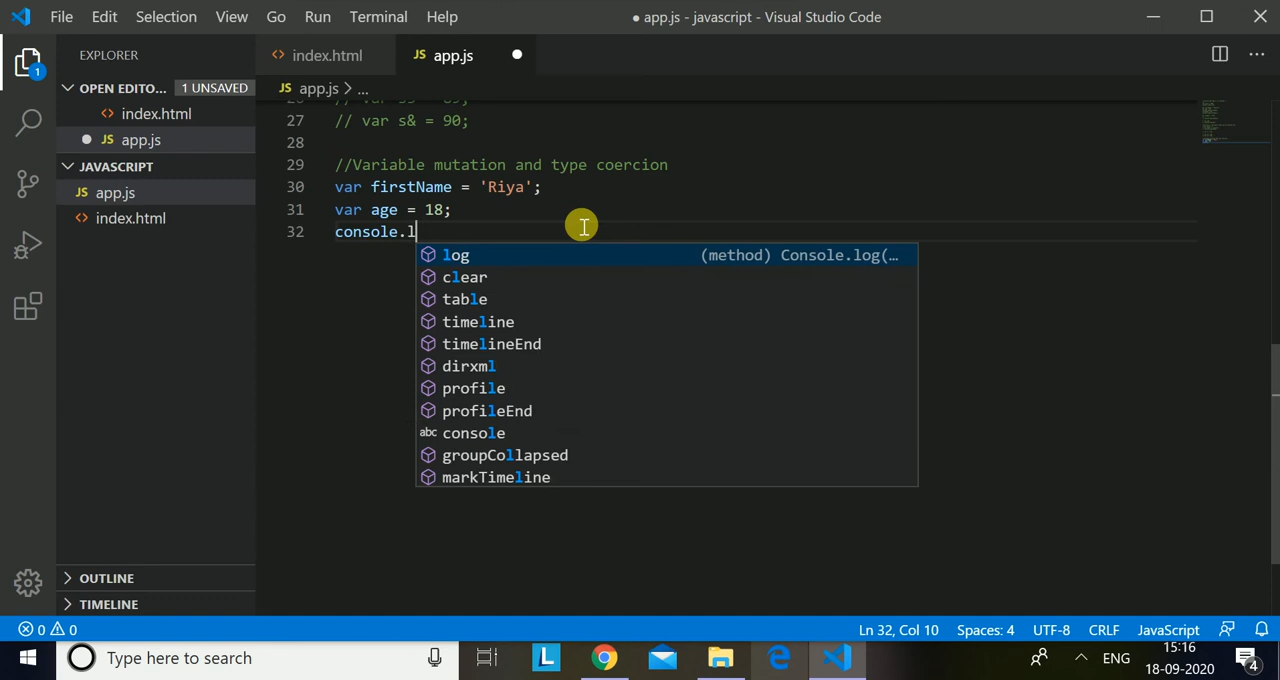 File Edit Selection View Go Run Terminal Help ● app.js - javascript - Visual Studio Code
EXPLORER
index.html
JS app.js
OPEN EDITO... 1 UNSAVED
JS app.js > ...
<> index.html
JS app.js
JAVASCRIPT
JS app.js
<> index.html
27 // var s& = 90;
28
29 //Variable mutation and type coercion
30 var firstName = 'Riya';
31 var age = 18;
32 console.l
log (method) Console.log(…
clear
table
timeline
timelineEnd
dirxml
profile
profileEnd
abc console
groupCollapsed
markTimeline
OUTLINE
TIMELINE
1
0 0 Ln 32, Col 10 Spaces: 4 UTF-8 CRLF JavaScript
Type here to search
L
ENG
15:16
18-09-2020
4